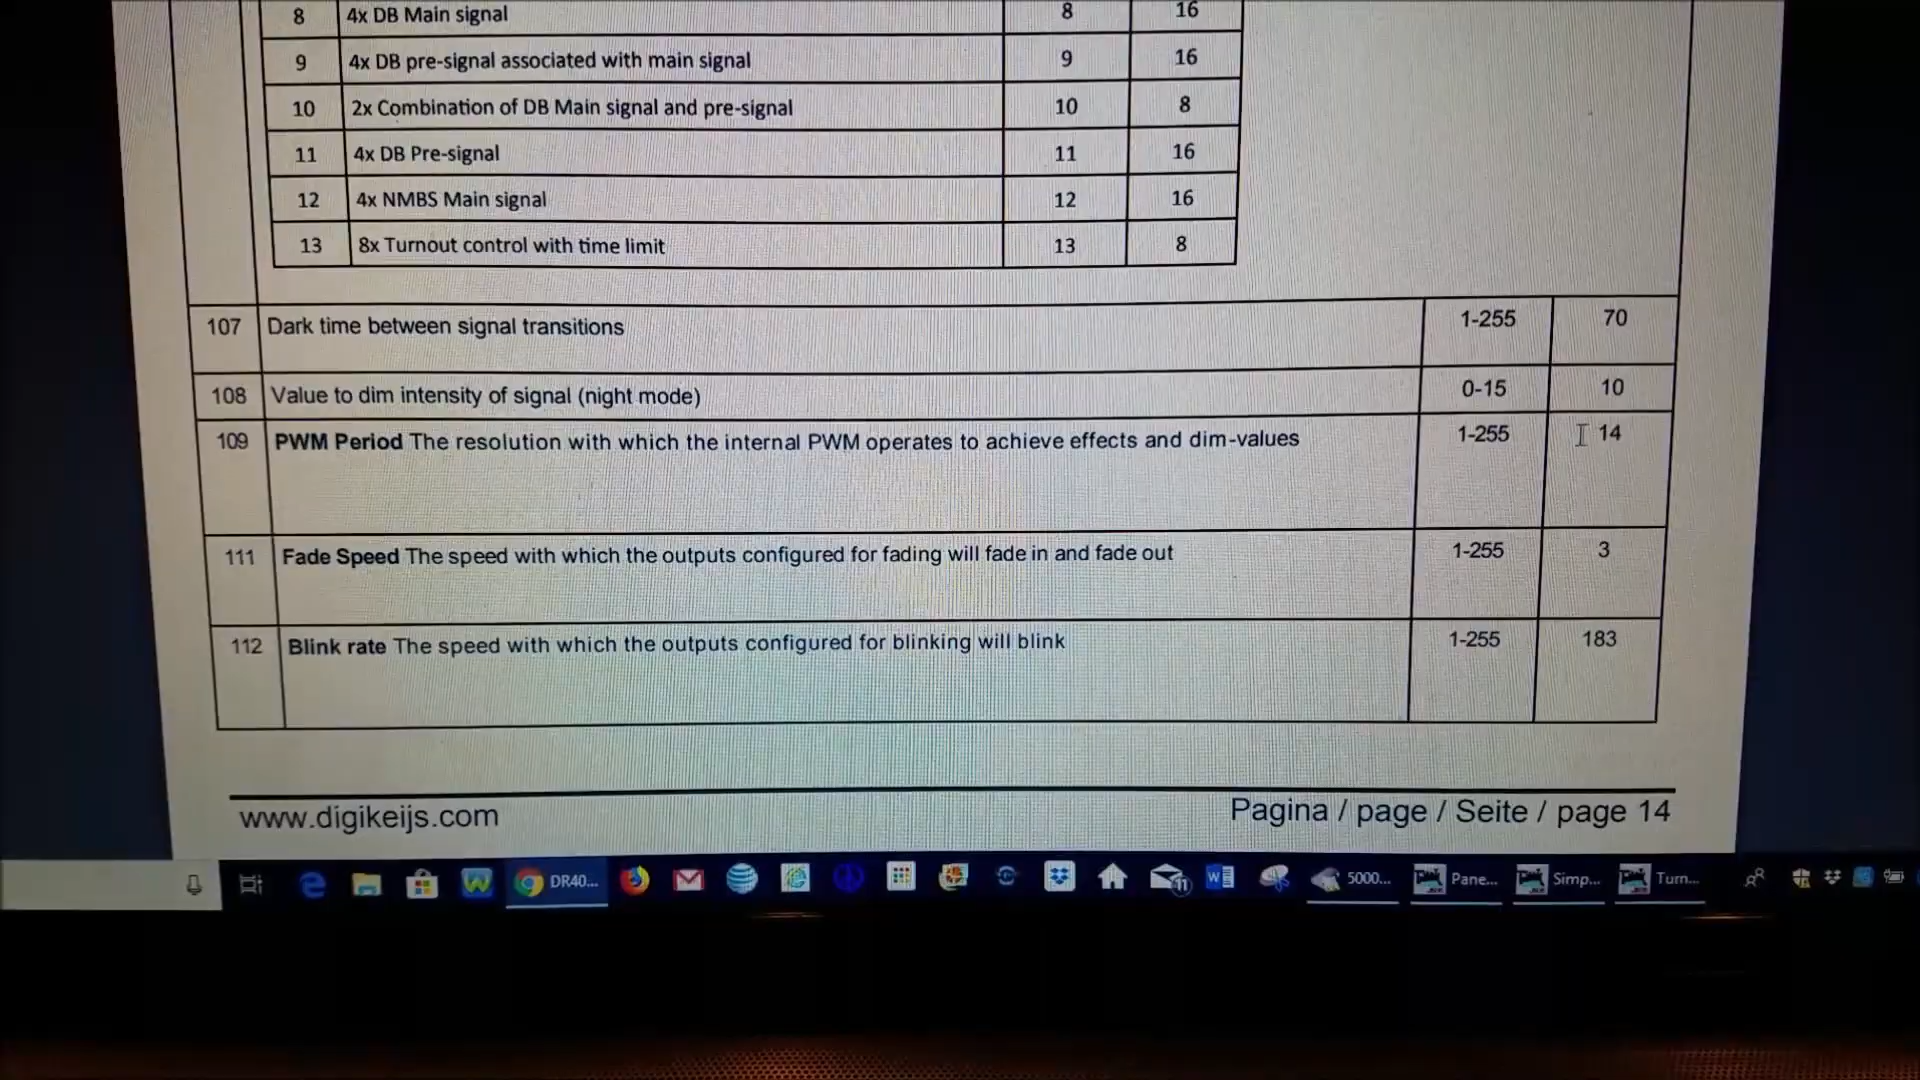 8 4x DB Main signal 8 16
9 4x DB pre-signal associated with main signal 9 16
10 2x Combination of DB Main signal and pre-signal 10 8
11 4x DB Pre-signal 11 16
12 4x NMBS Main signal 12 16
13 8x Turnout control with time limit 13 8
107 Dark time between signal transitions 1-255 70
108 Value to dim intensity of signal (night mode) 0-15 10
109 PWM Period The resolution with which the internal PWM operates to achieve effects and dim-values 1-255 14
111 Fade Speed The speed with which the outputs configured for fading will fade in and fade out 1-255 3
112 Blink rate The speed with which the outputs configured for blinking will blink 1-255 183
www.digikeijs.com Pagina / page / Seite / page 14
DR40... 11 5000... Pane... Simp... Turn...